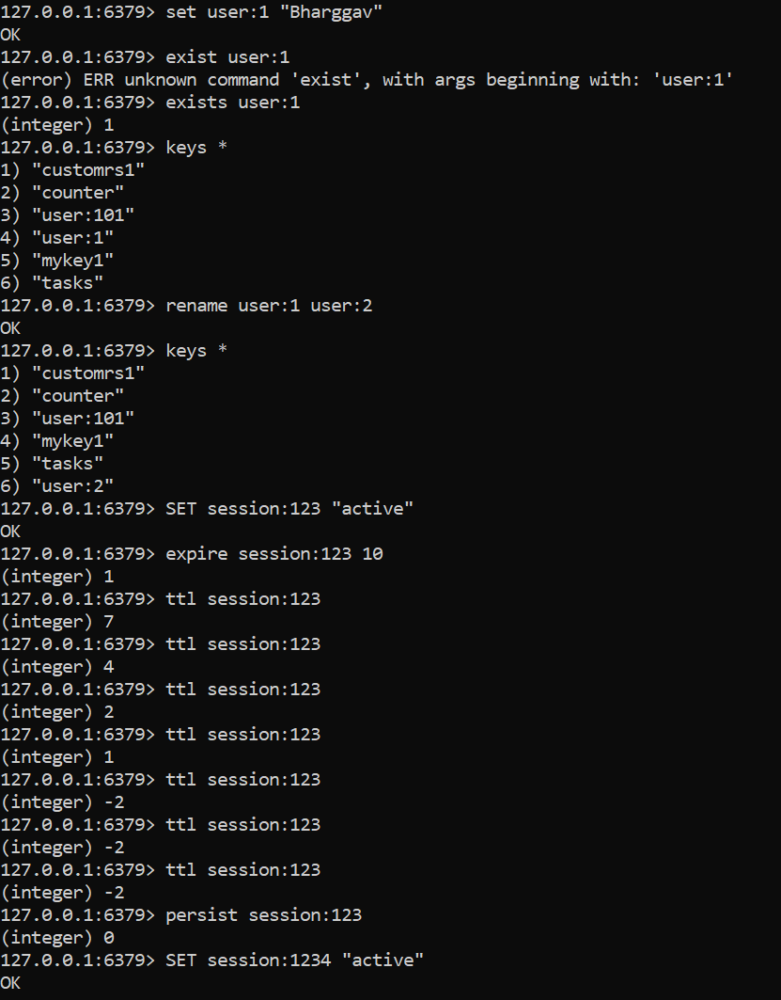 127.0.0.1:6379> set user:1 "Bharggav"
OK
127.0.0.1:6379> exist user:1
(error) ERR unknown command 'exist', with args beginning with: 'user:1'
127.0.0.1:6379> exists user:1
(integer) 1
127.0.0.1:6379> keys *
1) "customrs1"
2) "counter"
3) "user:101"
4) "user:1"
5) "mykey1"
6) "tasks"
127.0.0.1:6379> rename user:1 user:2
OK
127.0.0.1:6379> keys *
1) "customrs1"
2) "counter"
3) "user:101"
4) "mykey1"
5) "tasks"
6) "user:2"
127.0.0.1:6379> SET session:123 "active"
OK
127.0.0.1:6379> expire session:123 10
(integer) 1
127.0.0.1:6379> ttl session:123
(integer) 7
127.0.0.1:6379> ttl session:123
(integer) 4
127.0.0.1:6379> ttl session:123
(integer) 2
127.0.0.1:6379> ttl session:123
(integer) 1
127.0.0.1:6379> ttl session:123
(integer) -2
127.0.0.1:6379> ttl session:123
(integer) -2
127.0.0.1:6379> ttl session:123
(integer) -2
127.0.0.1:6379> persist session:123
(integer) 0
127.0.0.1:6379> SET session:1234 "active"
OK